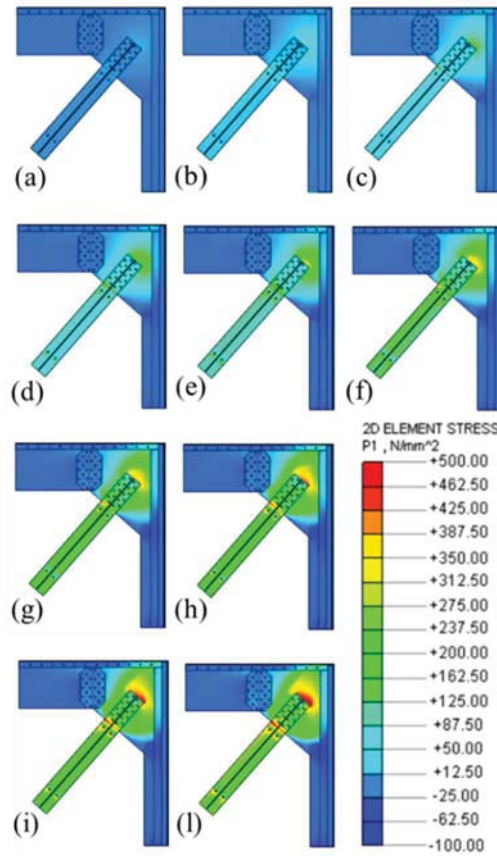 (a)
(b)
(c)
(d)
(e)
(f)
2D ELEMENT STRESS
P1 , N/mm^2
+500.00
+462.50
+425.00
+387.50
+350.00
+312.50
+275.00
+237.50
+200.00
+162.50
+125.00
+87.50
+50.00
+12.50
-25.00
-62.50
-100.00
(g)
(h)
(i)
(l)